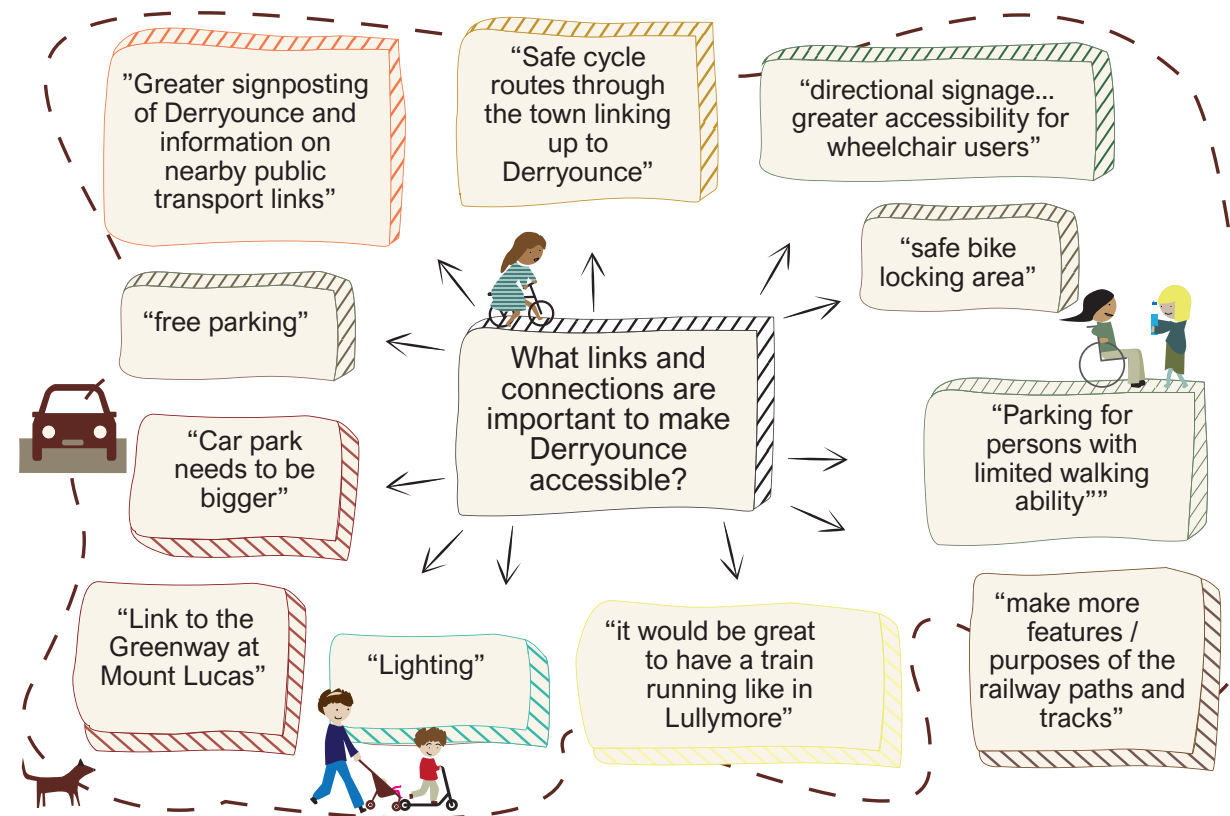 ”Greater signposting
of Derryounce and
information on
nearby public
transport links”
“Safe cycle
routes through
the town linking
up to
Derryounce”
“directional signage...
greater accessibility for
wheelchair users”
“safe bike
locking area”
“free parking”
What links and
connections are
important to make
Derryounce
accessible?
“Car park
needs to be
bigger”
“Parking for
persons with
limited walking
ability””
“Link to the
Greenway at
Mount Lucas”
“Lighting”
“it would be great
to have a train
running like in
Lullymore”
“make more
features /
purposes of the
railway paths and
tracks”